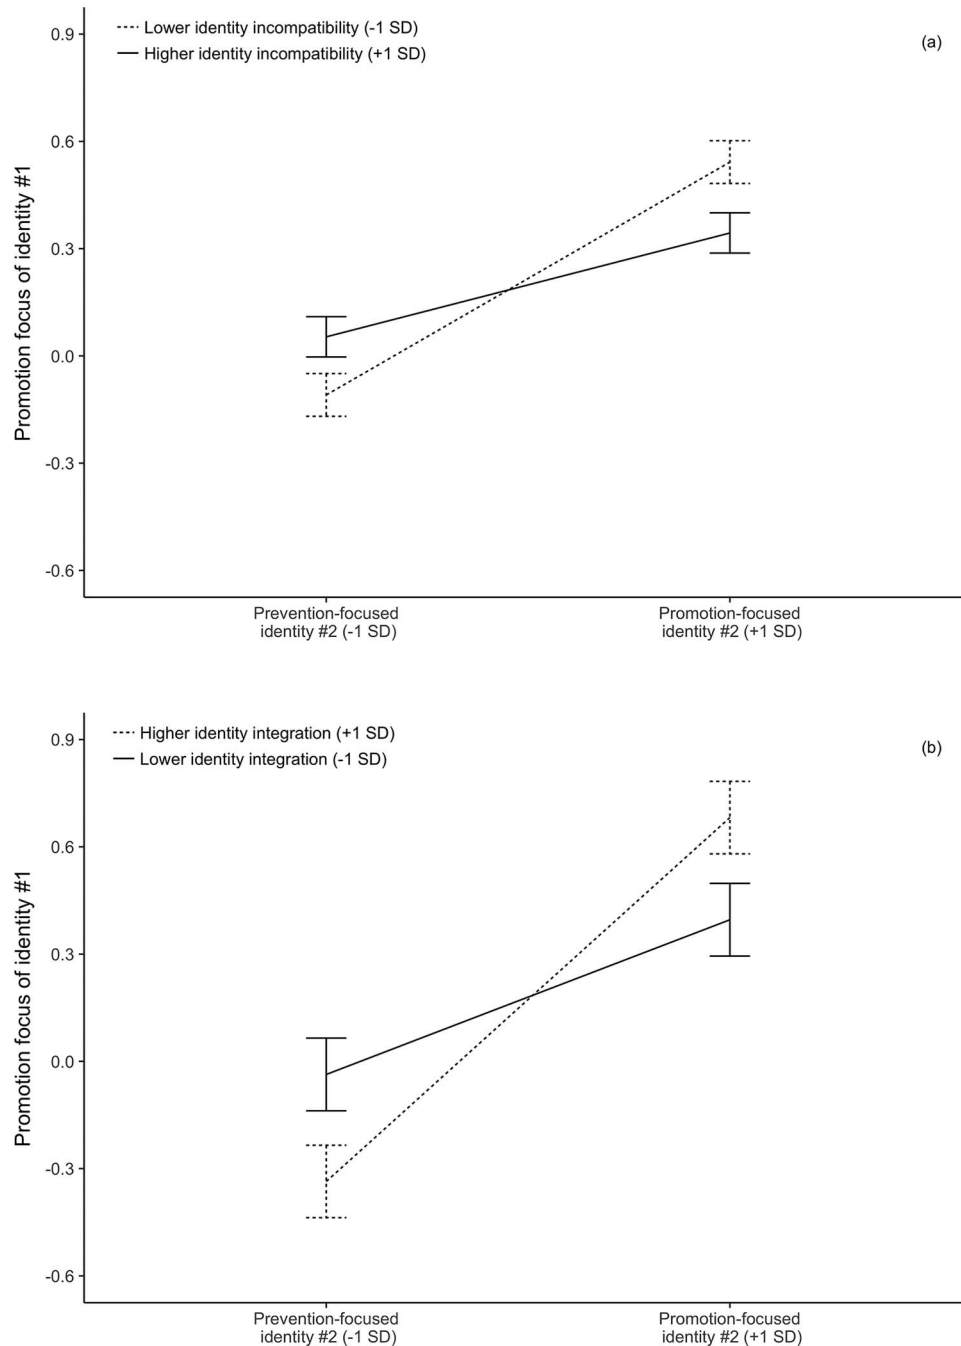 Lower identity incompatibility (-1 SD)
Higher identity incompatibility (+1 SD)
(a)
Promotion focus of identity #1
0.9
0.6
0.3
0.0
-0.3
-0.6
Prevention-focused
identity #2 (-1 SD)
Promotion-focused
identity #2 (+1 SD)
Higher identity integration (+1 SD)
Lower identity integration (-1 SD)
(b)
Promotion focus of identity #1
0.9
0.6
0.3
0.0
-0.3
-0.6
Prevention-focused
identity #2 (-1 SD)
Promotion-focused
identity #2 (+1 SD)